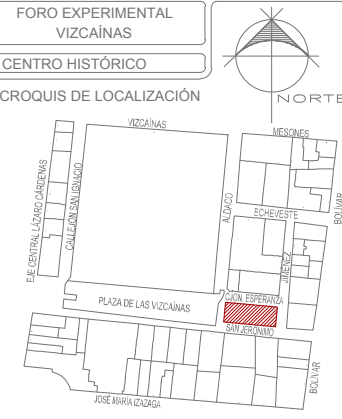 FORO EXPERIMENTAL
VIZCAÍNAS
CENTRO HISTÓRICO
CROQUIS DE LOCALIZACIÓN
NORTE
VIZCAÍNAS
MESONES
EJE CENTRAL LÁZARO CÁRDENAS
CALLEJÓN SAN IGNACIO
ALDACO
BOLÍVAR
ECHEVESTE
JIMÉNEZ
PLAZA DE LAS VIZCAÍNAS
CJON. ESPERANZA
SAN JERÓNIMO
BOLÍVAR
JOSÉ MARÍA IZAZAGA